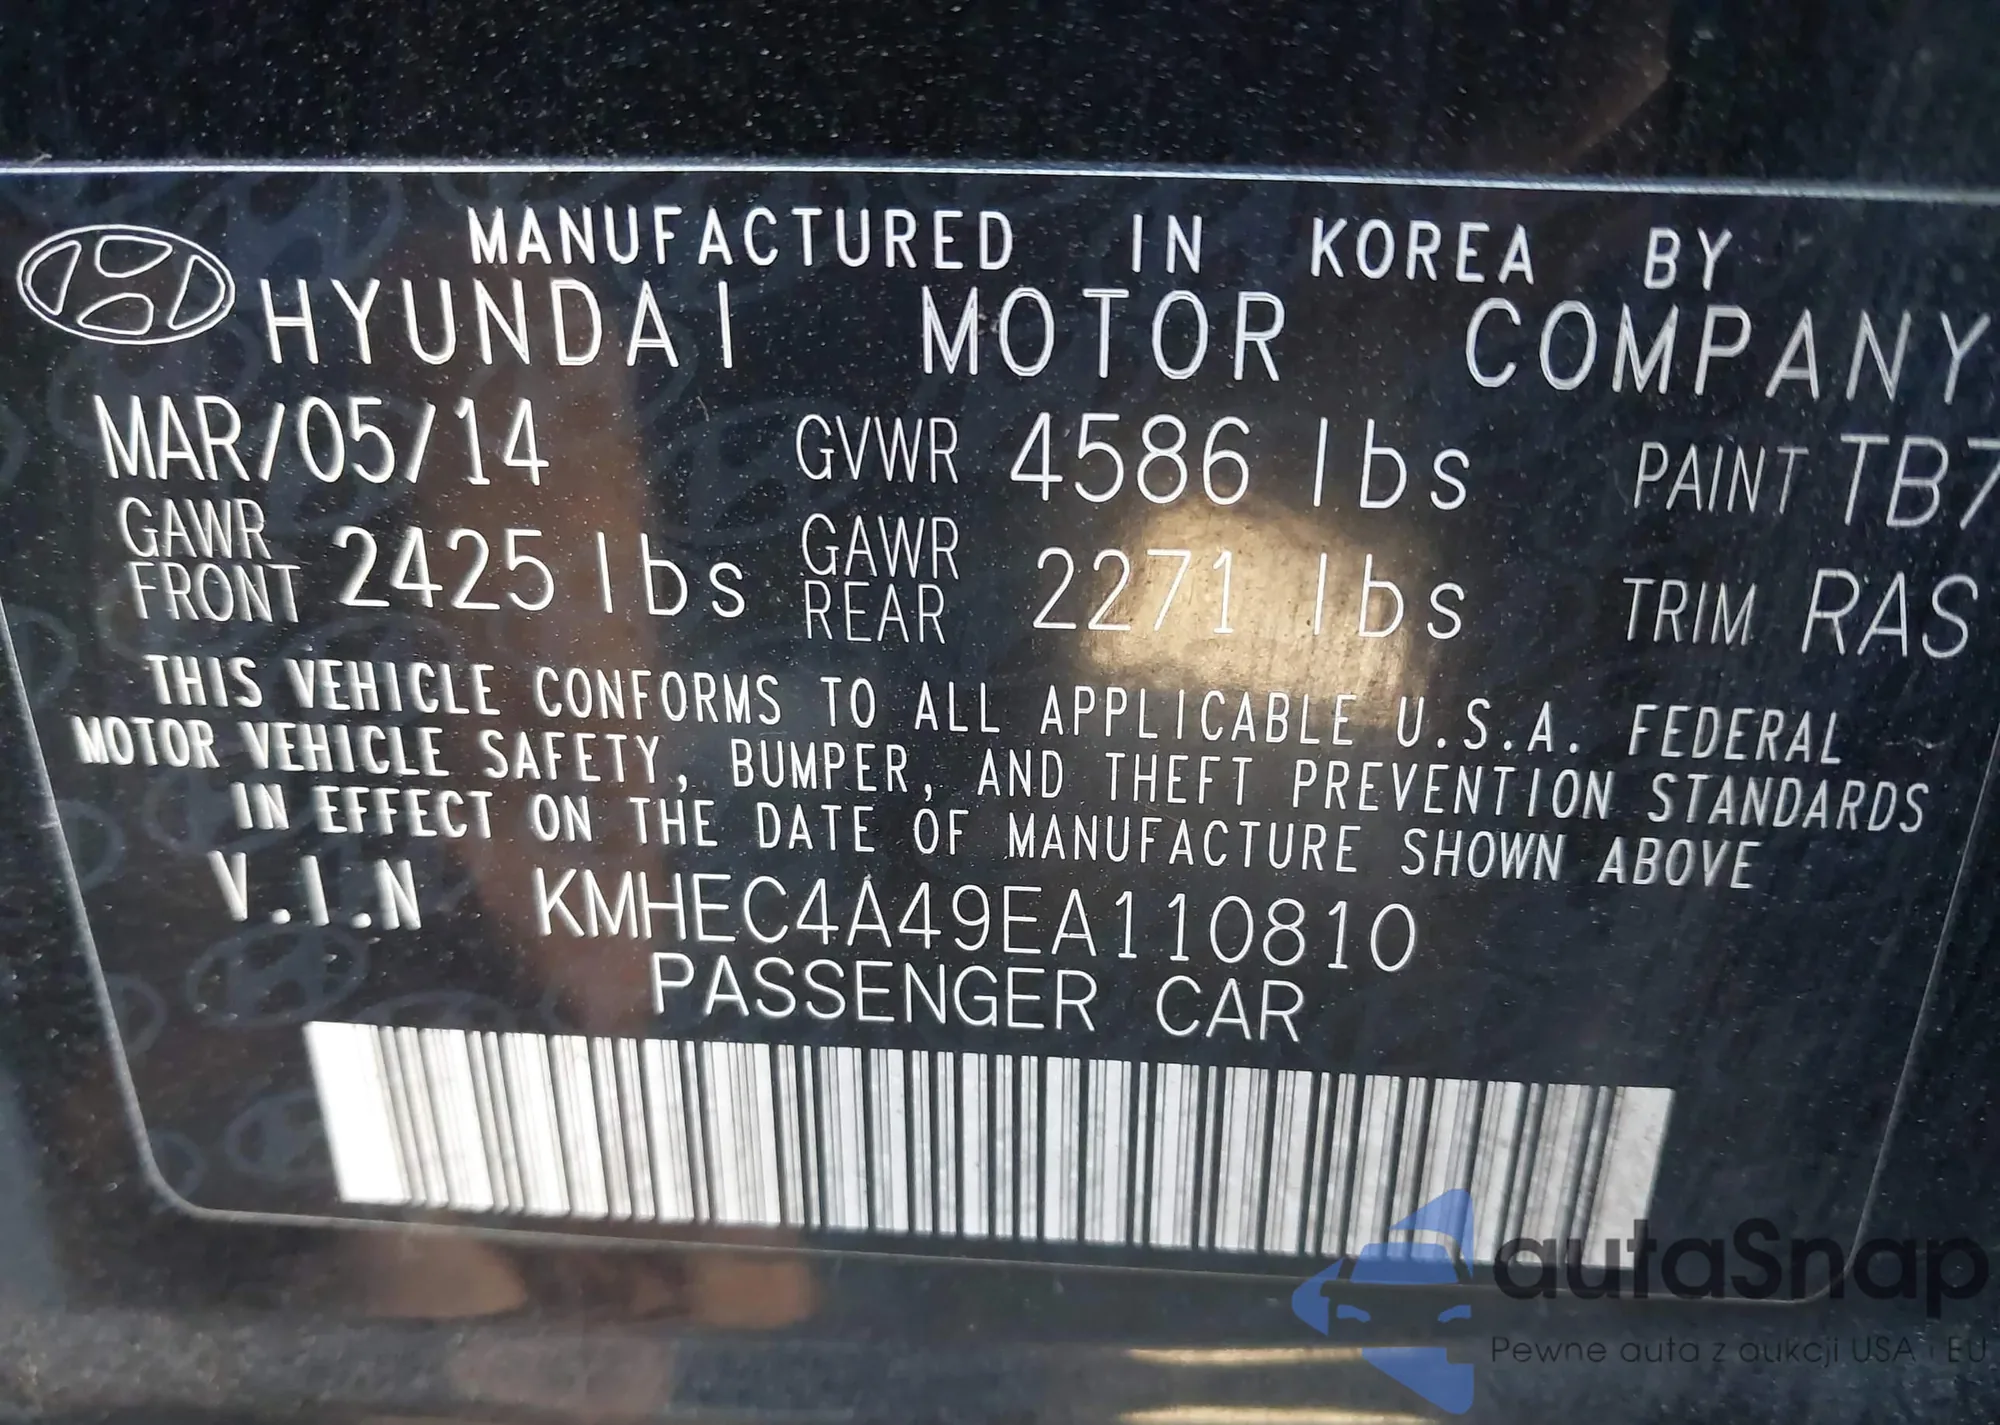 MANUFACTURED IN KOREA BY
HYUNDAI MOTOR COMPANY
MAR/05/14 GVWR 4586 lbs PAINT TB7
GAWR FRONT 2425 lbs GAWR REAR 2271 lbs TRIM RAS
THIS VEHICLE CONFORMS TO ALL APPLICABLE U.S.A. FEDERAL
MOTOR VEHICLE SAFETY, BUMPER, AND THEFT PREVENTION STANDARDS
IN EFFECT ON THE DATE OF MANUFACTURE SHOWN ABOVE
V.I.N KMHEC4A49EA110810
PASSENGER CAR
autaSnap
Pewne auta z aukcji USA i EU